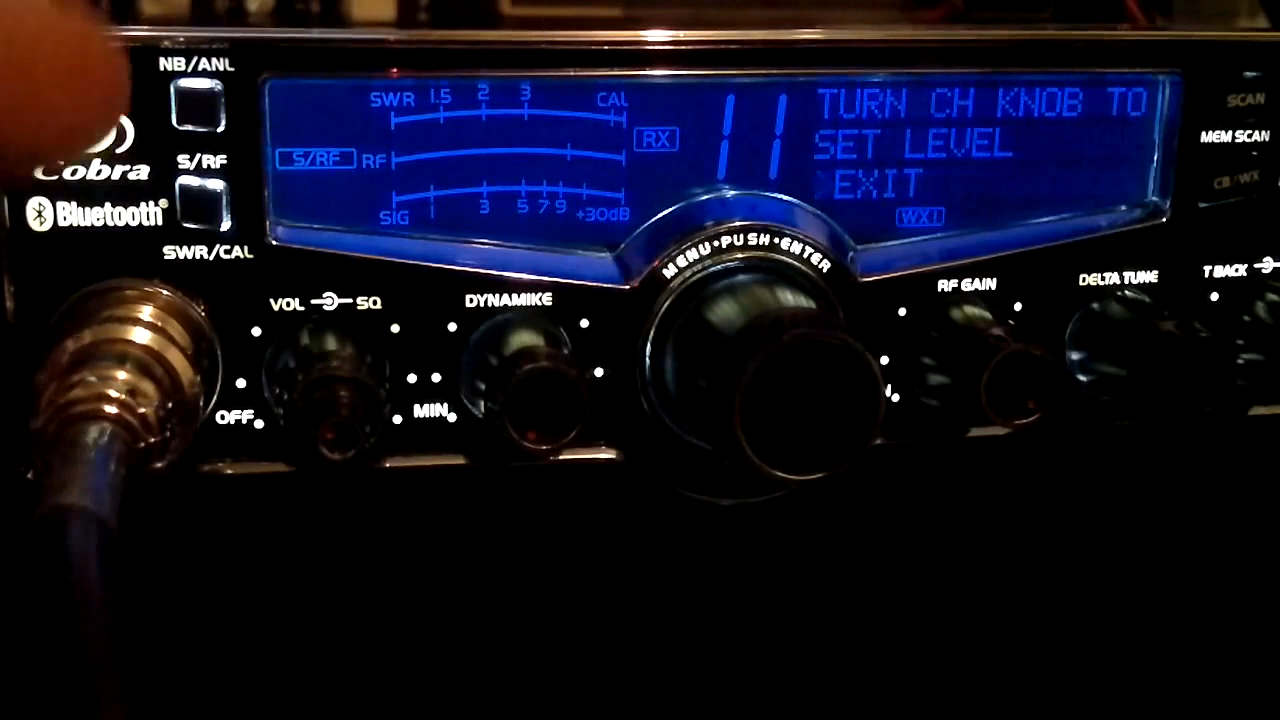 NB/ANL
Cobra
Bluetooth®
S/RF
SWR/CAL
SWR 1.5 2 3 CAL
S/RF RF
SIG 1 3 5 7 9 +30dB
RX
11
TURN CH KNOB TO
SET LEVEL
EXIT
WX!
SCAN
MEM SCAN
CB/WX
MENU•PUSH•ENTER
VOL SQ
OFF
DYNAMIKE
MIN
RF GAIN
DELTA TUNE
T BACK